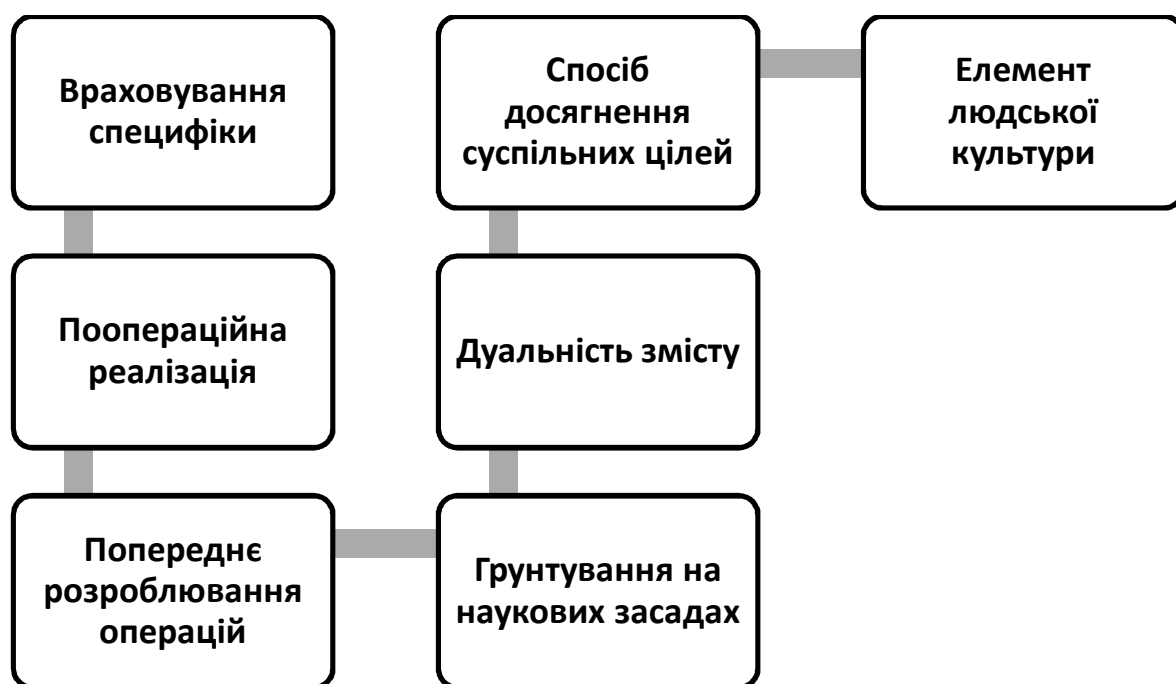 Враховування
специфіки
Поопераційна
реалізація
Попереднє
розроблювання
операцій
Грунтування на
наукових засадах
Дуальність змісту
Спосіб
досягнення
суспільних цілей
Елемент
людської
культури